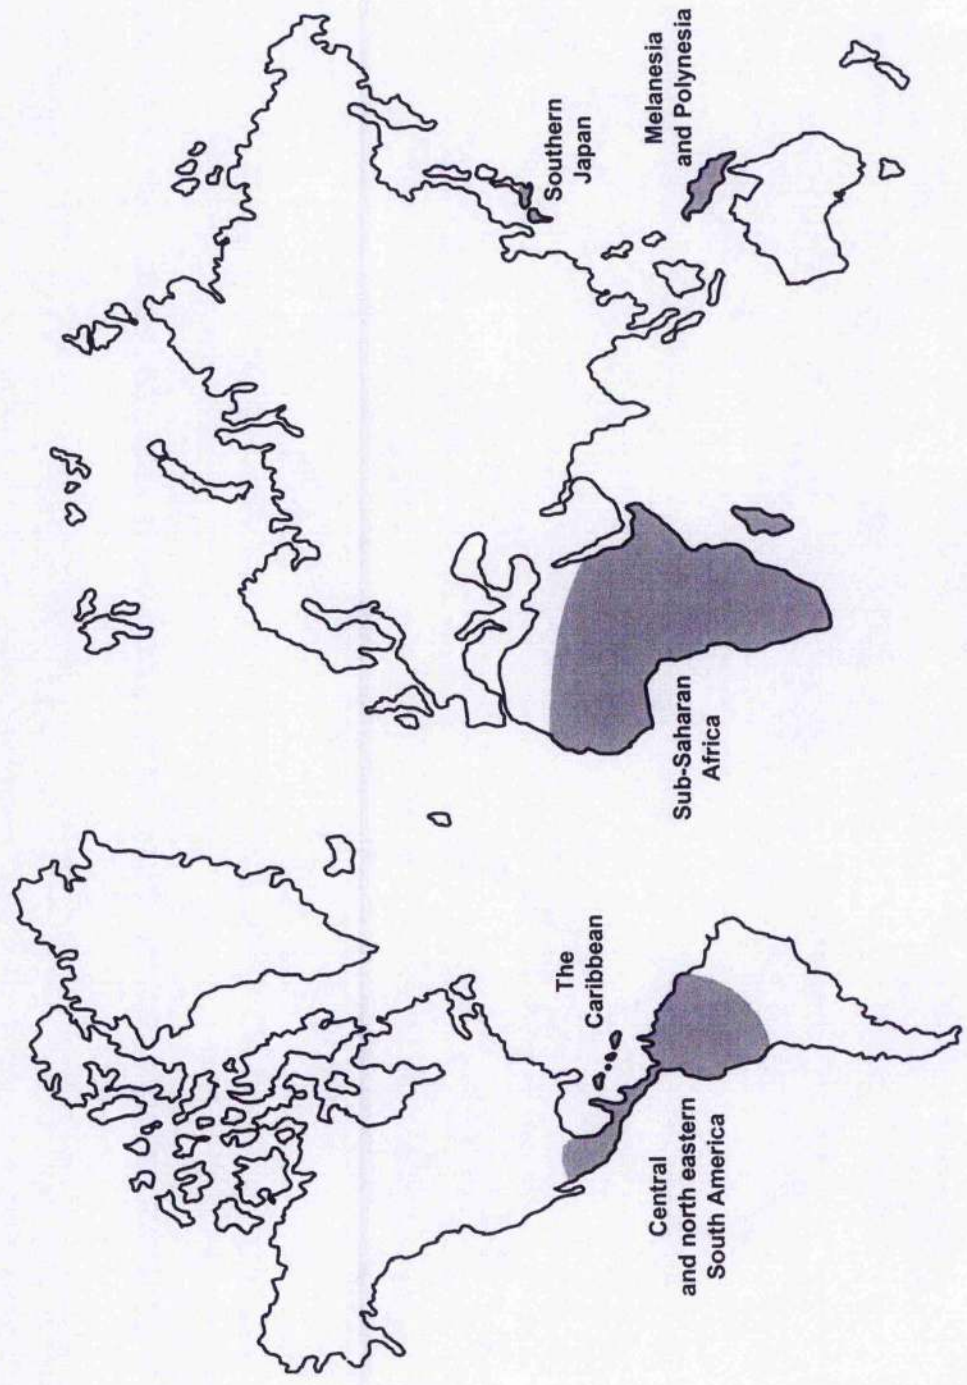 The
Caribbean
Central
and north eastern
South America
Sub-Saharan
Africa
Southern
Japan
Melanesia
and Polynesia